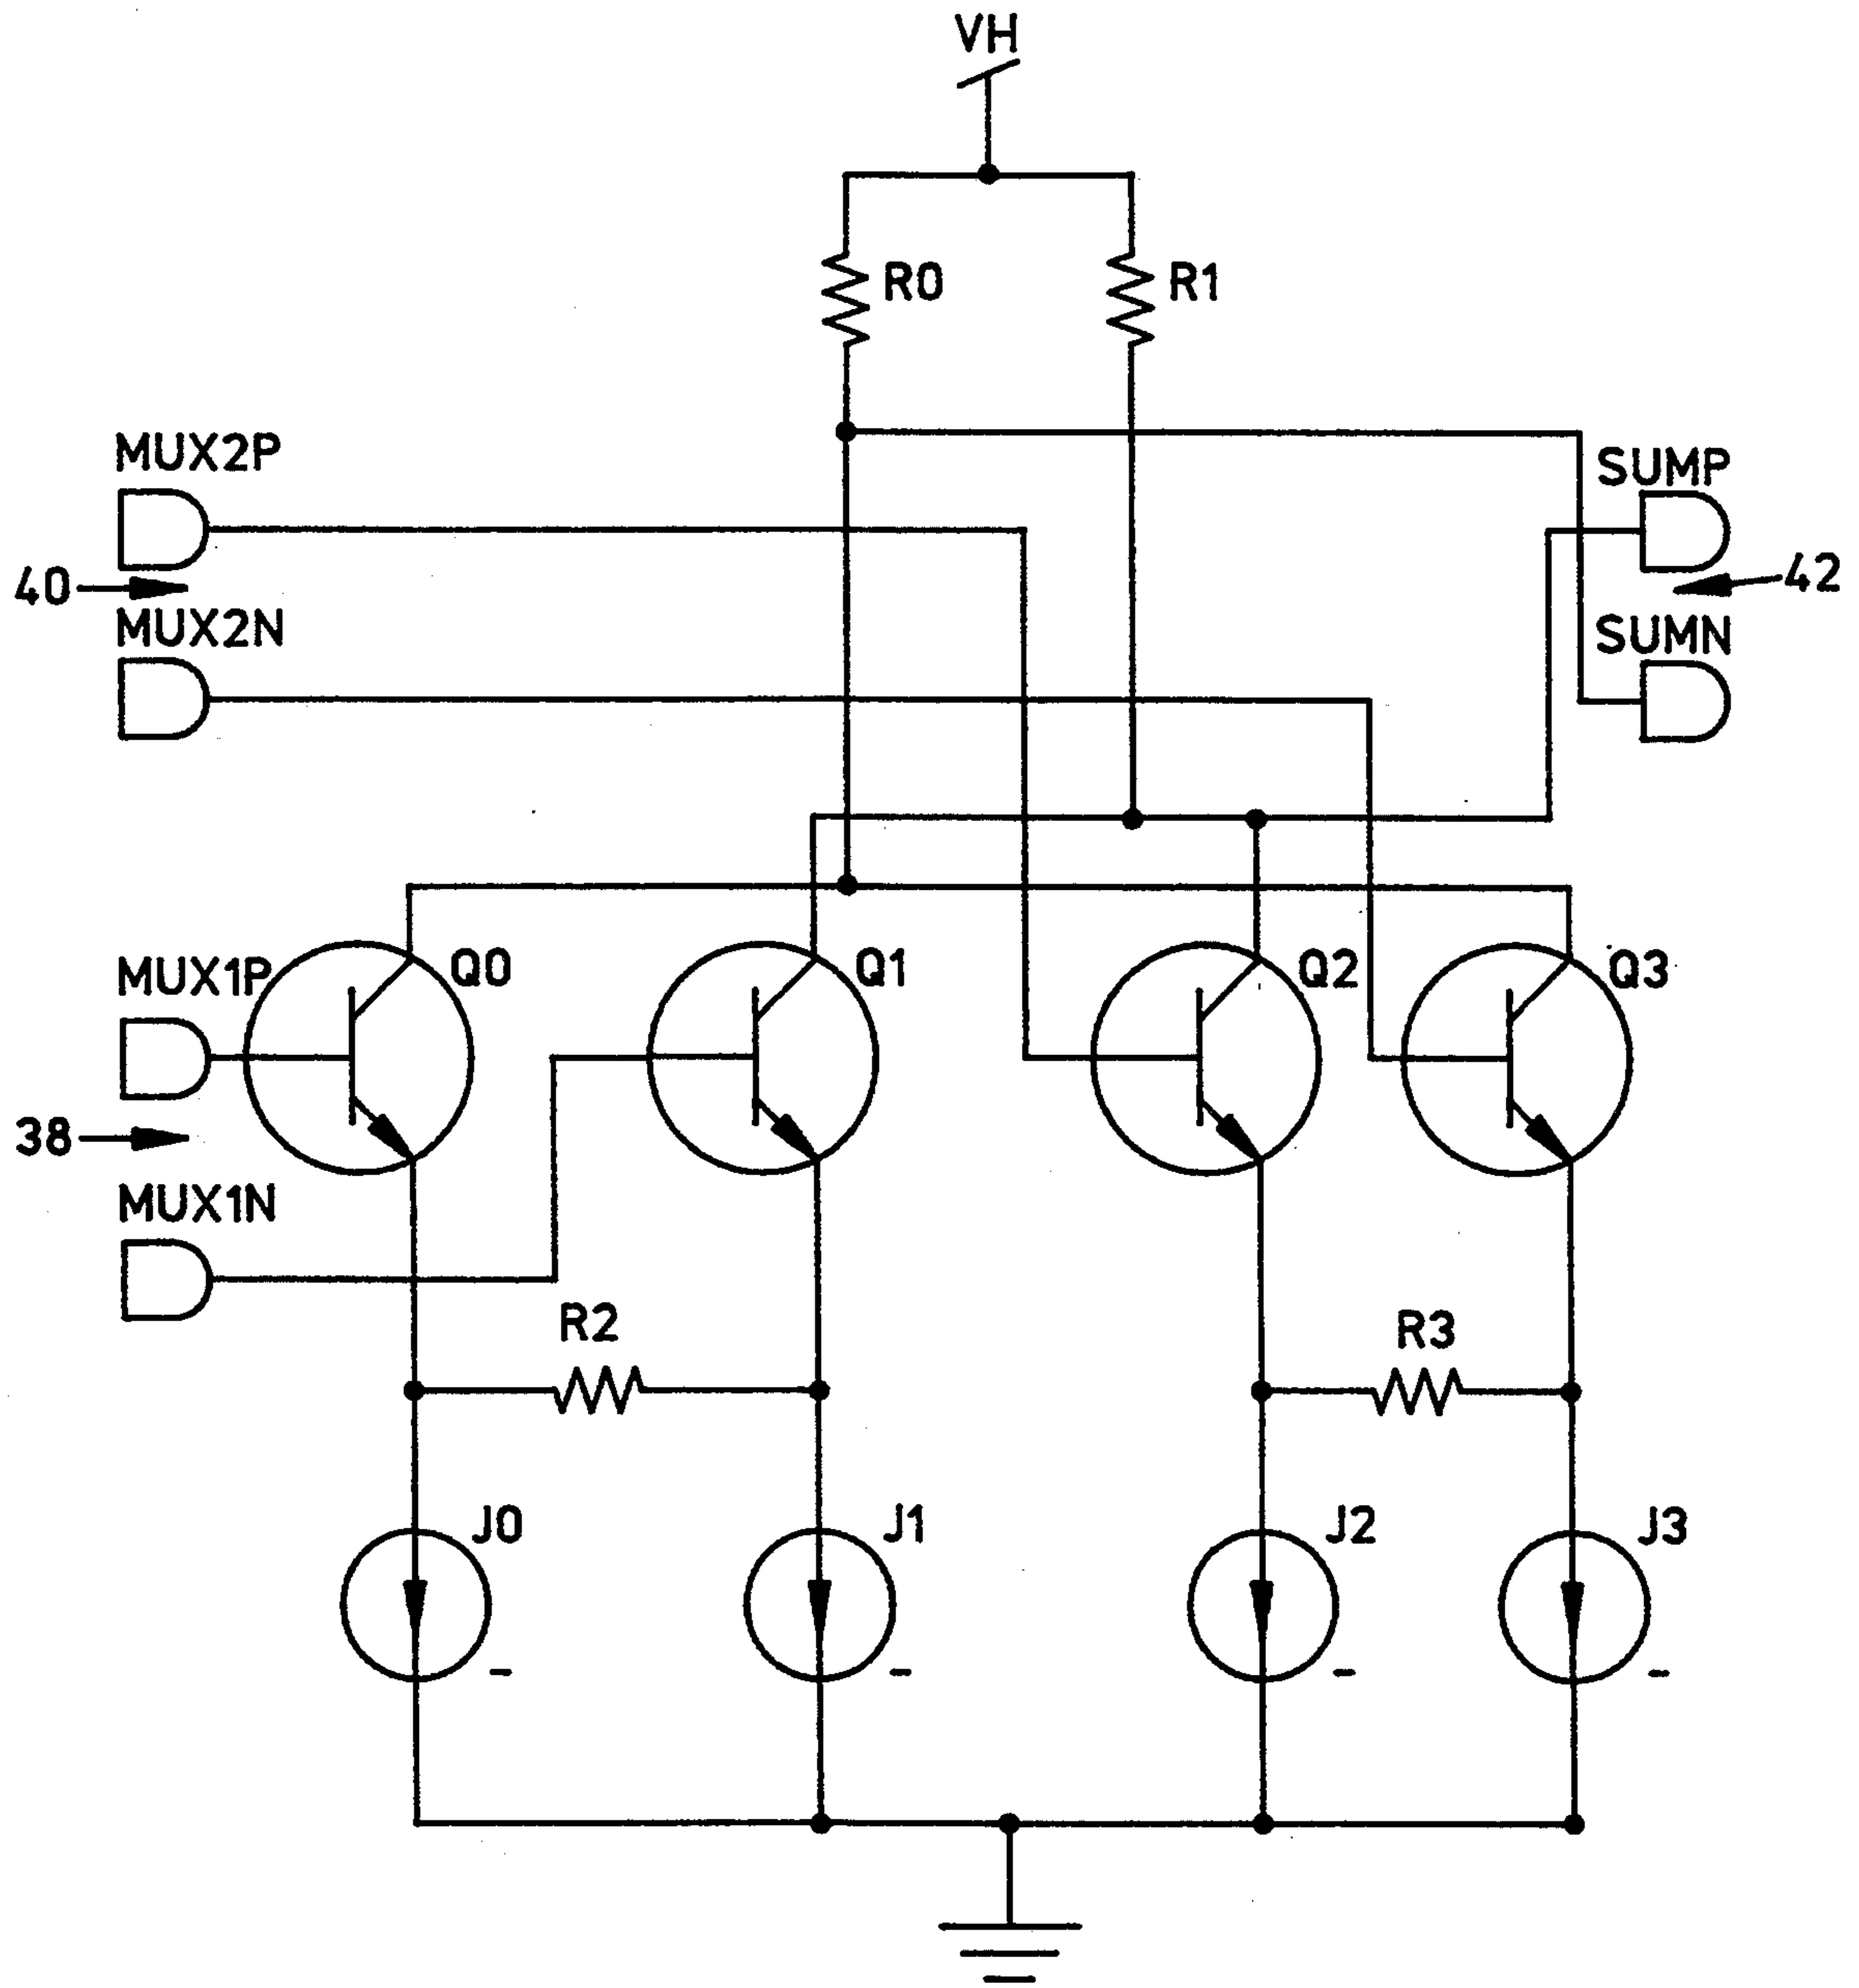 VH
R0
R1
MUX2P
SUMP
40
42
MUX2N
SUMN
MUX1P
Q0
Q1
Q2
Q3
38
MUX1N
R2
R3
J0
J1
J2
J3
-
-
-
-